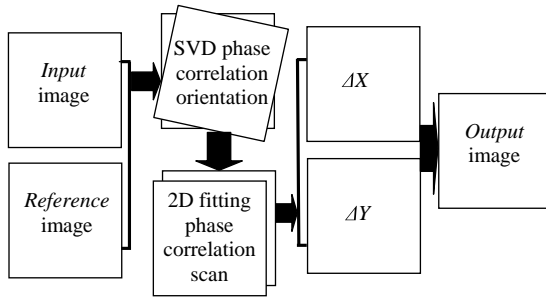 Input
image
Reference
image
SVD phase
correlation
orientation
2D fitting
phase
correlation
scan
ΔX
ΔY
Output
image